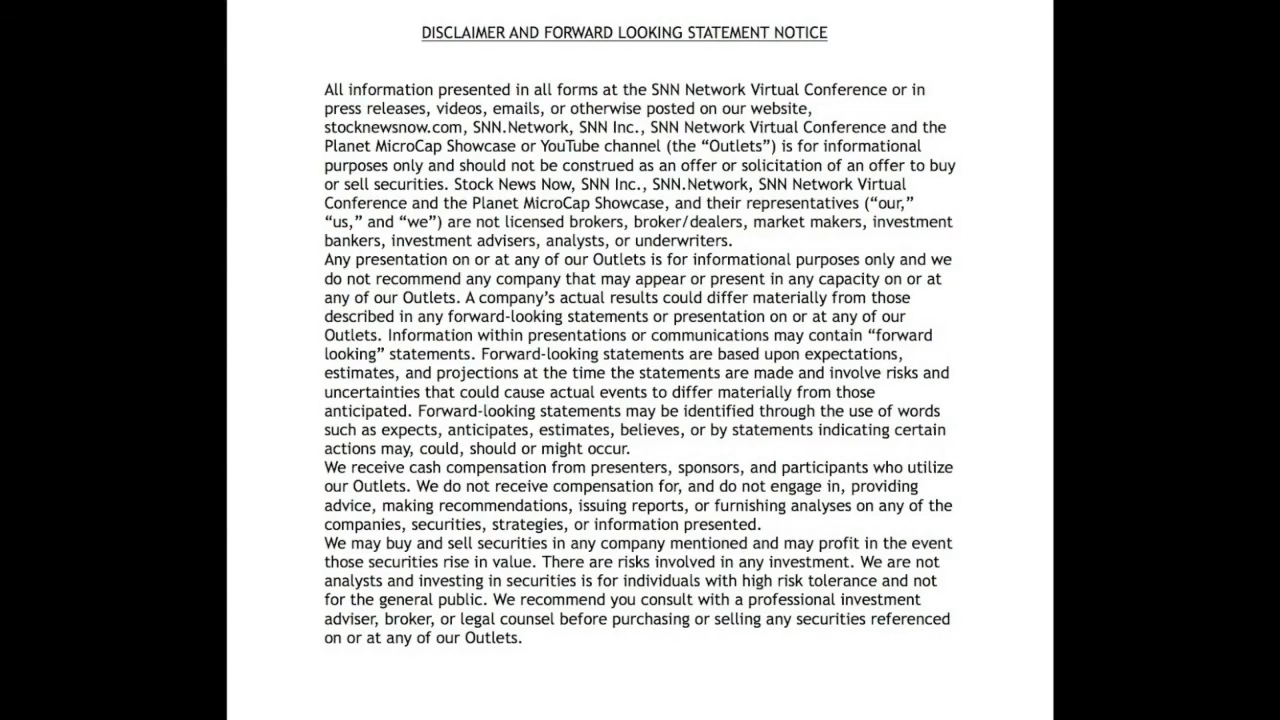 DISCLAIMER AND FORWARD LOOKING STATEMENT NOTICE
All information presented in all forms at the SNN Network Virtual Conference or in
press releases, videos, emails, or otherwise posted on our website,
stocknewsnow.com, SNN.Network, SNN Inc., SNN Network Virtual Conference and the
Planet MicroCap Showcase or YouTube channel (the “Outlets”) is for informational
purposes only and should not be construed as an offer or solicitation of an offer to buy
or sell securities. Stock News Now, SNN Inc., SNN.Network, SNN Network Virtual
Conference and the Planet MicroCap Showcase, and their representatives (“our,”
“us,” and “we”) are not licensed brokers, broker/dealers, market makers, investment
bankers, investment advisers, analysts, or underwriters.
Any presentation on or at any of our Outlets is for informational purposes only and we
do not recommend any company that may appear or present in any capacity on or at
any of our Outlets. A company’s actual results could differ materially from those
described in any forward-looking statements or presentation on or at any of our
Outlets. Information within presentations or communications may contain “forward
looking” statements. Forward-looking statements are based upon expectations,
estimates, and projections at the time the statements are made and involve risks and
uncertainties that could cause actual events to differ materially from those
anticipated. Forward-looking statements may be identified through the use of words
such as expects, anticipates, estimates, believes, or by statements indicating certain
actions may, could, should or might occur.
We receive cash compensation from presenters, sponsors, and participants who utilize
our Outlets. We do not receive compensation for, and do not engage in, providing
advice, making recommendations, issuing reports, or furnishing analyses on any of the
companies, securities, strategies, or information presented.
We may buy and sell securities in any company mentioned and may profit in the event
those securities rise in value. There are risks involved in any investment. We are not
analysts and investing in securities is for individuals with high risk tolerance and not
for the general public. We recommend you consult with a professional investment
adviser, broker, or legal counsel before purchasing or selling any securities referenced
on or at any of our Outlets.